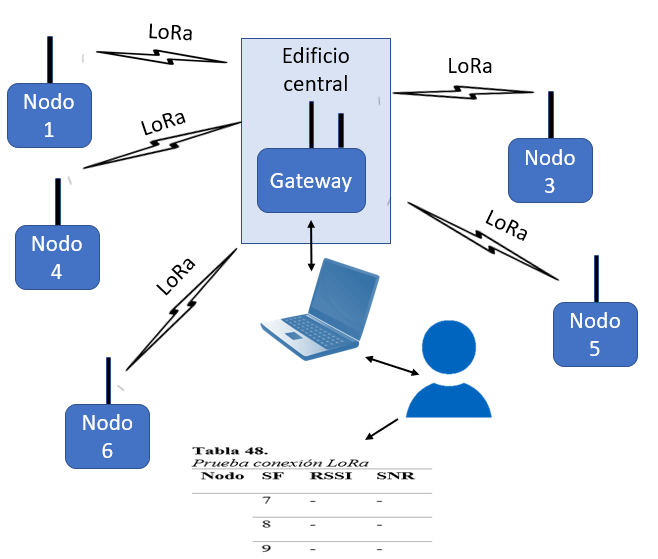 LoRa
Edificio
central
LoRa
Nodo
1
LoRa
Gateway
Nodo
3
Nodo
4
LoRa
LoRa
Nodo
5
Nodo
6
Tabla 48.
Prueba conexión LoRa
Nodo SF RSSI SNR
7 - -
8 - -
9 - -